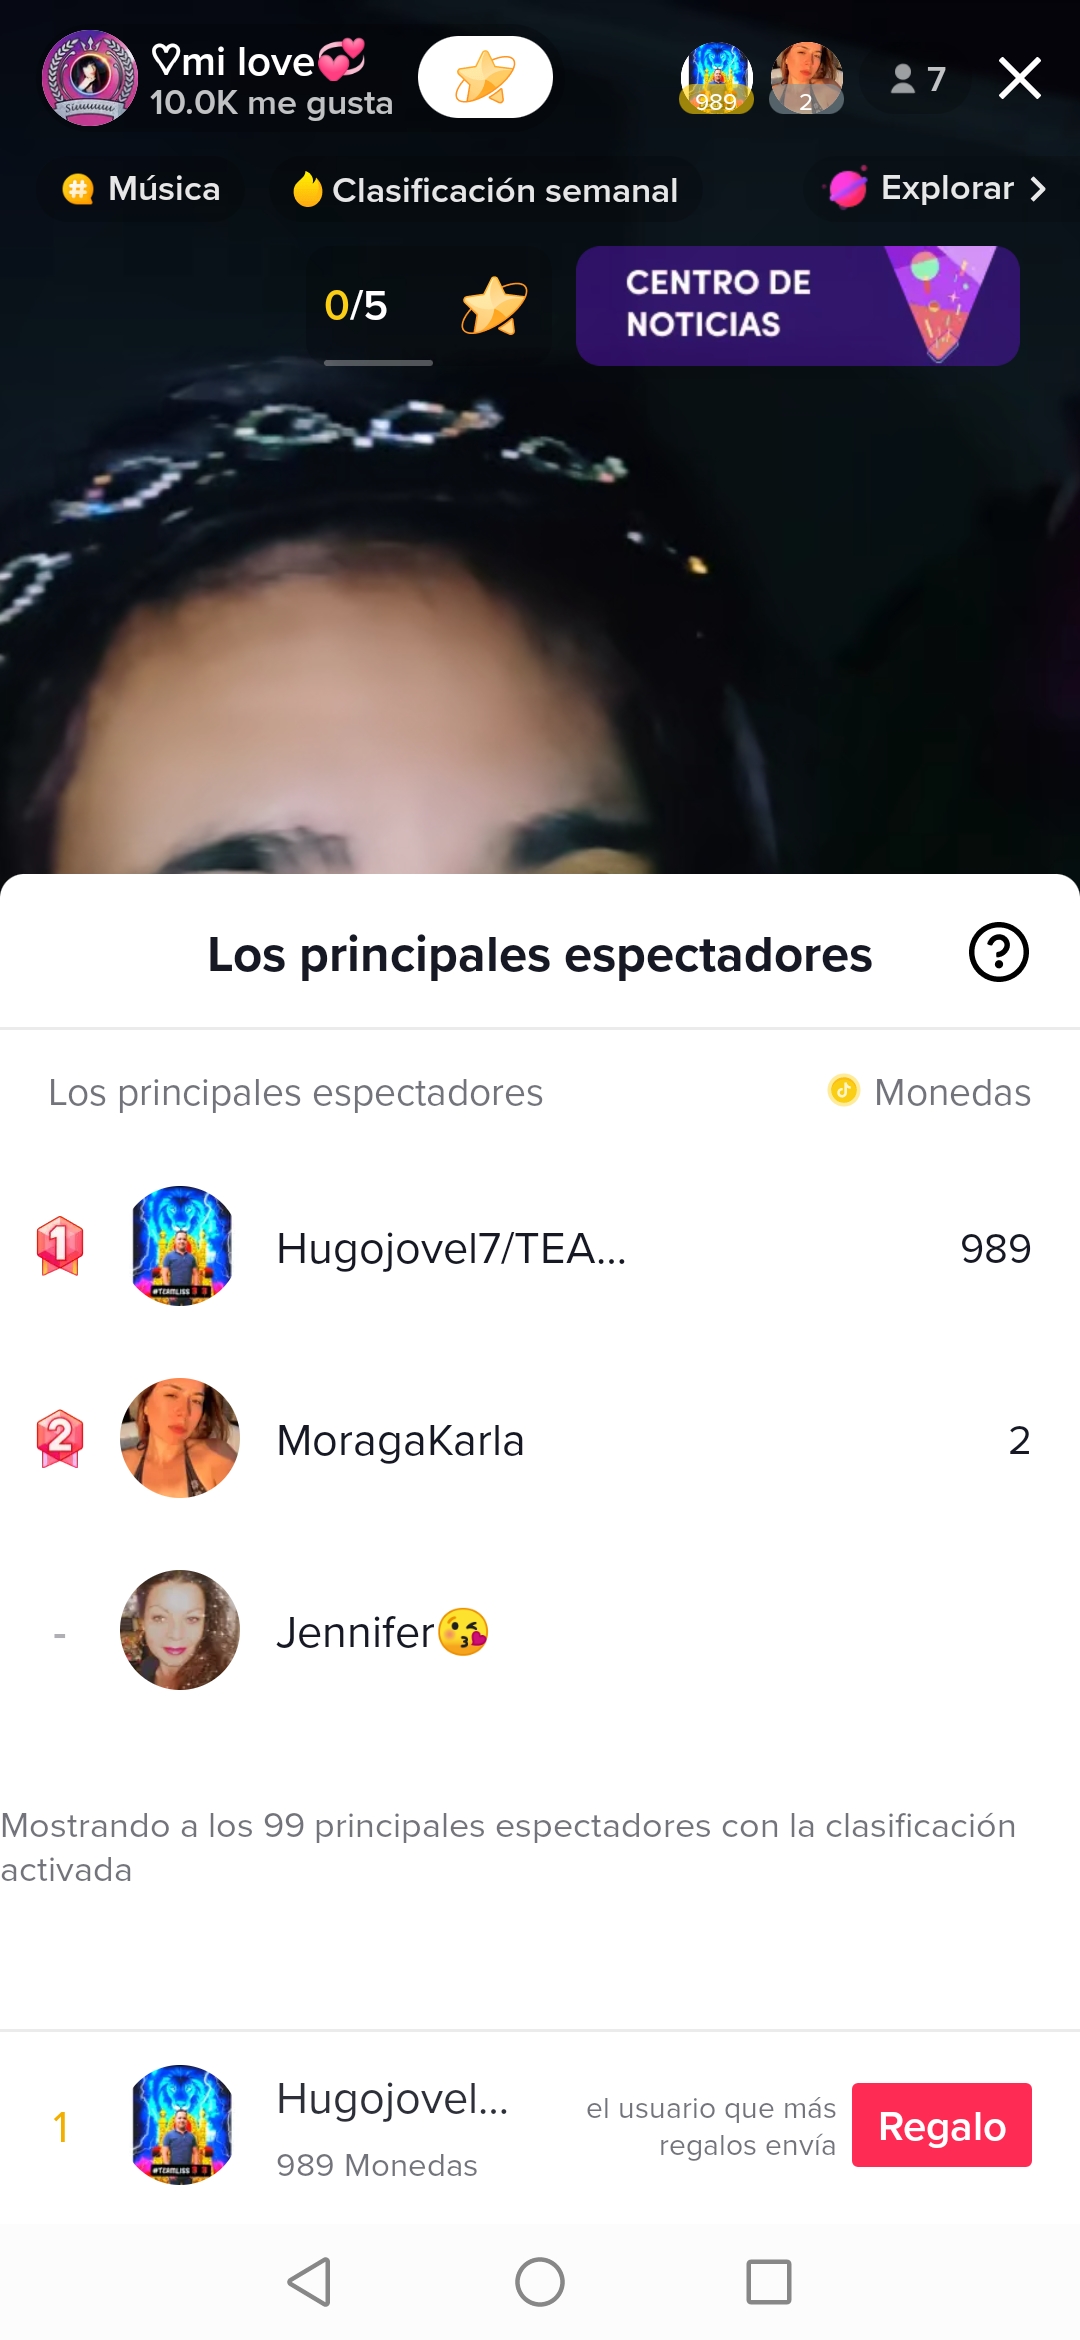 ♡mi love💞
10.0K me gusta
989
2
7
Música
Clasificación semanal
Explorar
0/5
CENTRO DE
NOTICIAS
Los principales espectadores
Los principales espectadores
Monedas
1
Hugojovel7/TEA...
989
#TEAMLISS
2
MoragaKarla
2
-
Jennifer😘
Mostrando a los 99 principales espectadores con la clasificación
activada
1
Hugojovel...
989 Monedas
#TEAMLISS
el usuario que más
regalos envía
Regalo